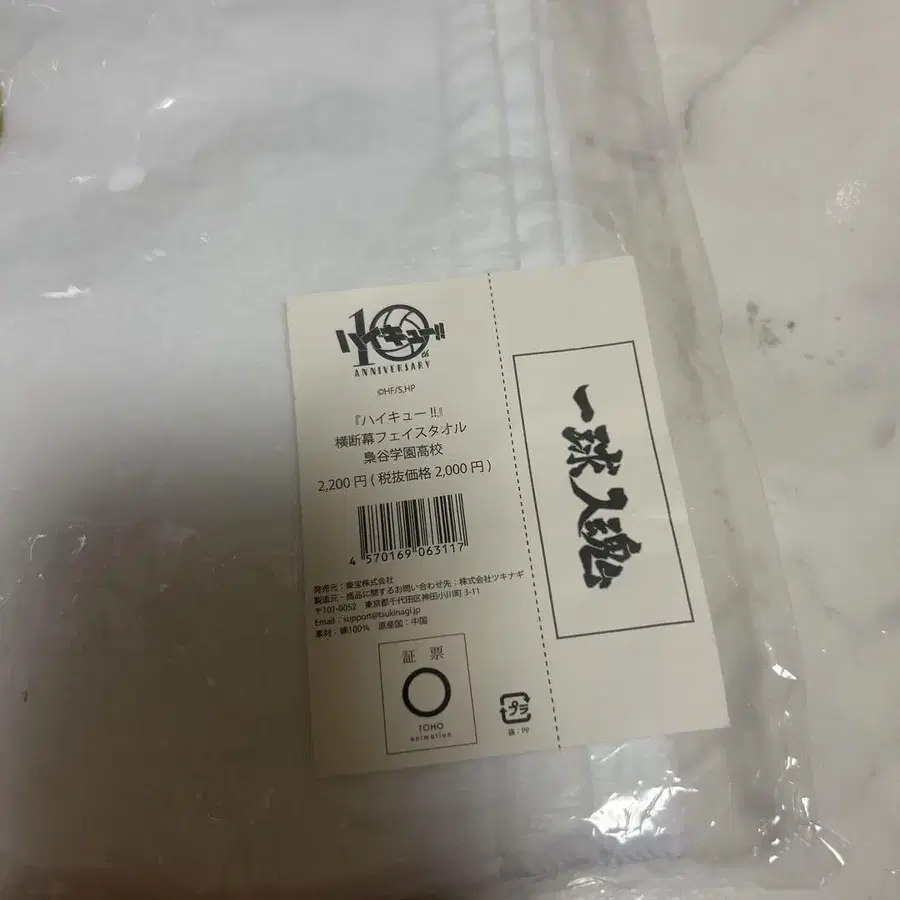 10th
ハイキュー!!
ANNIVERSARY
©HF/S,HP
『ハイキュー!!』
横断幕フェイスタオル
梟谷学園高校
2,200 円 ( 税抜価格 2,000 円 )
4 570169 063117
発売元:東宝株式会社
製造元・商品に関するお問い合わせ先:株式会社ツキナギ
〒101-0052 東京都千代田区神田小川町 3-11
Email:support@tsukinagi.jp
素材:綿100% 原産国:中国
証 票
TOHO
animation
プラ
袋:PP
一球入魂